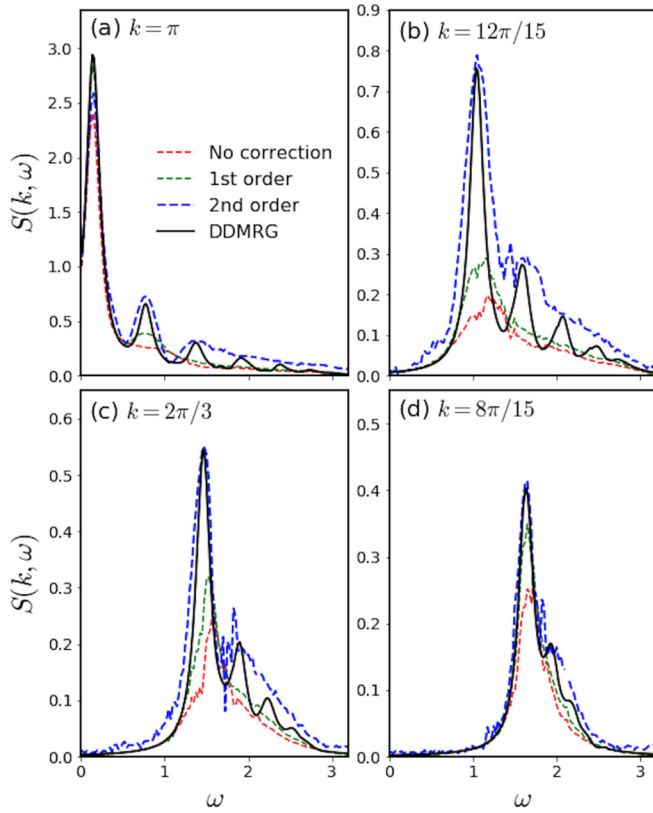 (a) k = π
(b) k = 12π/15
3.0
2.5
2.0
1.5
1.0
0.5
0.0
S(k, ω)
No correction
1st order
2nd order
DDMRG
0.9
0.8
0.7
0.6
0.5
0.4
0.3
0.2
0.1
0.0
(c) k = 2π/3
(d) k = 8π/15
0.6
0.5
0.4
0.3
0.2
0.1
0.0
S(k, ω)
0 1 2 3
ω
0.5
0.4
0.3
0.2
0.1
0.0
0 1 2 3
ω